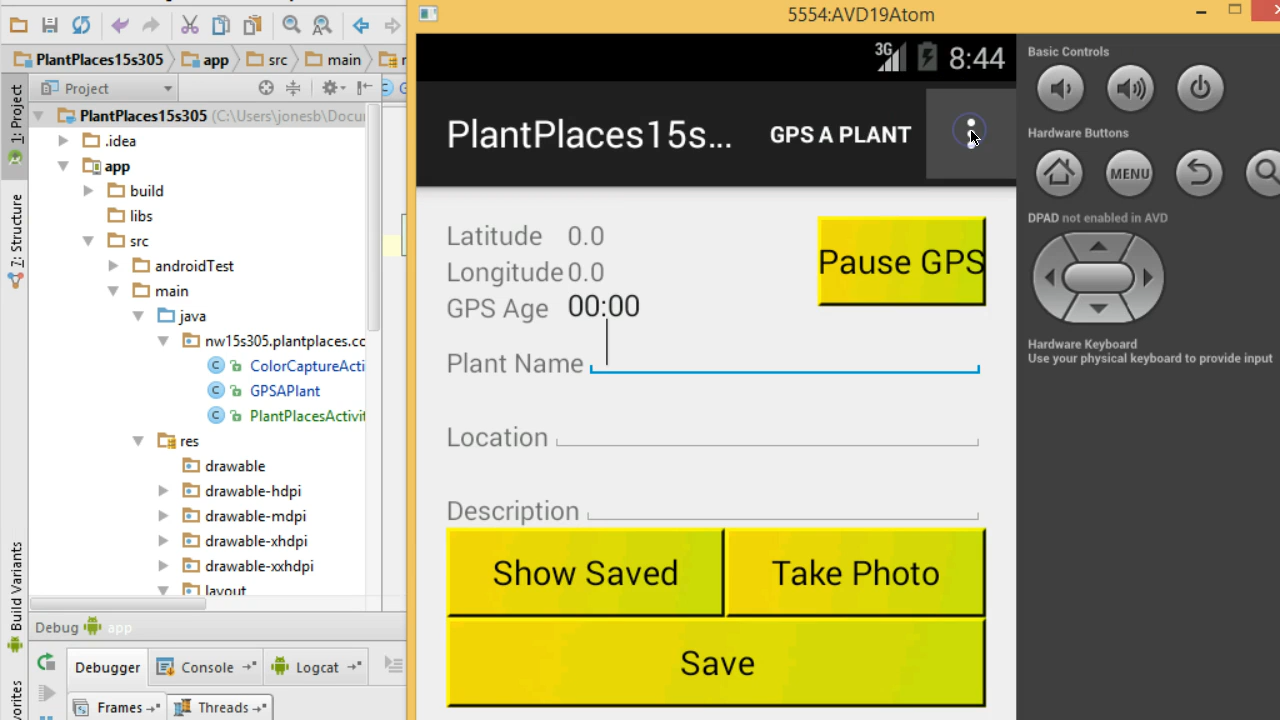 5554:AVD19Atom
PlantPlaces15s305
app
src
main
1: Project
7: Structure
Build Variants
Project
PlantPlaces15s305 (C:\Users\jonesb\Docu
.idea
app
build
libs
src
androidTest
main
java
nw15s305.plantplaces.cc
ColorCaptureActi
GPSAPlant
PlantPlacesActivit
res
drawable
drawable-hdpi
drawable-mdpi
drawable-xhdpi
drawable-xxhdpi
layout
Debug app
Debugger
Console
Logcat
Frames
Threads
3G
8:44
PlantPlaces15s...
GPS A PLANT
Latitude 0.0
Longitude 0.0
GPS Age 00:00
Pause GPS
Plant Name
Location
Description
Show Saved
Take Photo
Save
Basic Controls
Hardware Buttons
MENU
DPAD not enabled in AVD
Hardware Keyboard
Use your physical keyboard to provide input